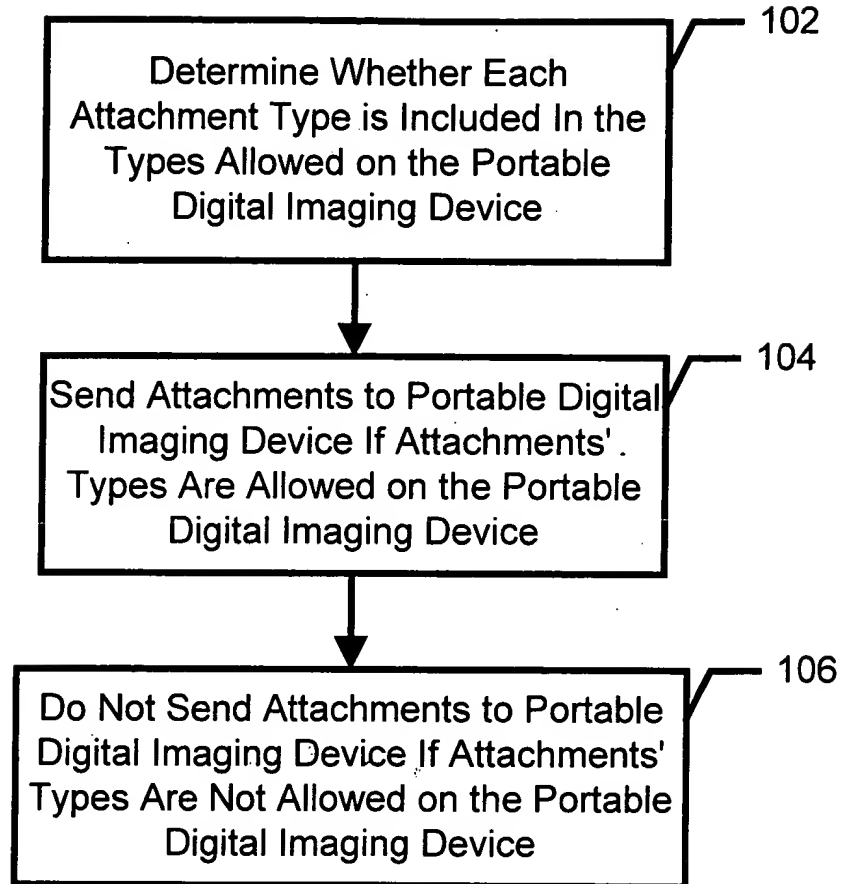 102
Determine Whether Each
Attachment Type is Included In the
Types Allowed on the Portable
Digital Imaging Device
104
Send Attachments to Portable Digital
Imaging Device If Attachments'
Types Are Allowed on the Portable
Digital Imaging Device
106
Do Not Send Attachments to Portable
Digital Imaging Device If Attachments'
Types Are Not Allowed on the Portable
Digital Imaging Device